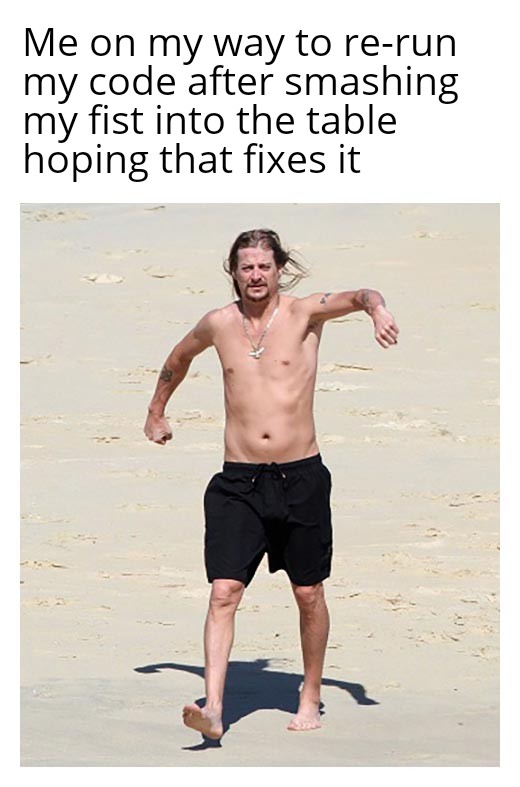 Me on my way to re-run
my code after smashing
my fist into the table
hoping that fixes it